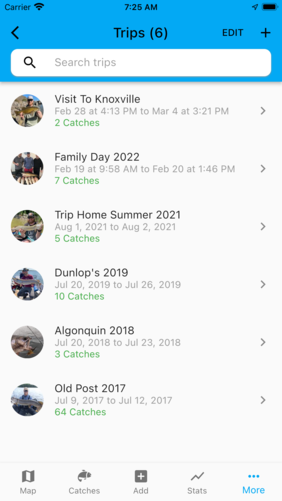 Carrier 7:25 AM
Trips (6) EDIT
Search trips
Visit To Knoxville
Feb 28 at 4:13 PM to Mar 4 at 3:21 PM
2 Catches
Family Day 2022
Feb 19 at 9:58 AM to Feb 20 at 1:46 PM
7 Catches
Trip Home Summer 2021
Aug 1, 2021 to Aug 2, 2021
5 Catches
Dunlop's 2019
Jul 20, 2019 to Jul 26, 2019
10 Catches
Algonquin 2018
Jul 20, 2018 to Jul 23, 2018
3 Catches
Old Post 2017
Jul 9, 2017 to Jul 12, 2017
64 Catches
Map Catches Add Stats More